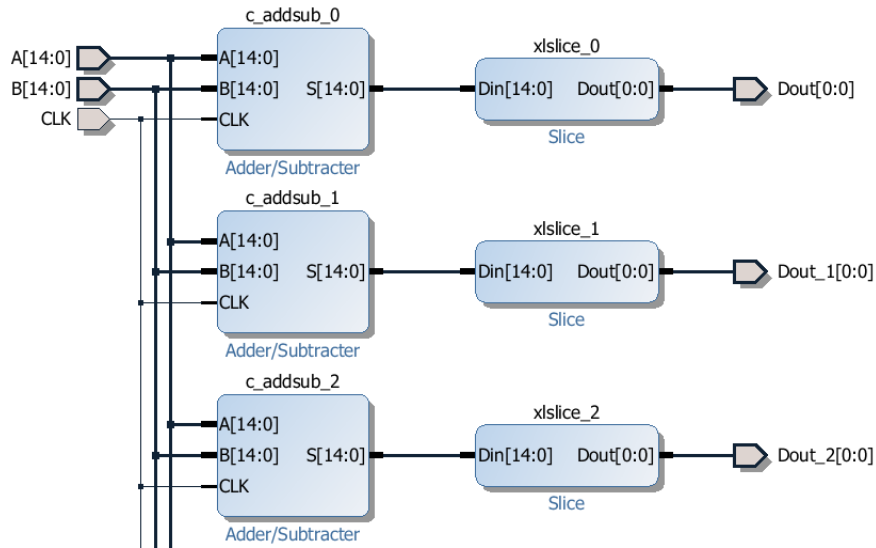 c_addsub_0
A[14:0]
B[14:0]
CLK
A[14:0]
B[14:0] S[14:0]
CLK
Adder/Subtracter
xlslice_0
Din[14:0] Dout[0:0]
Slice
Dout[0:0]
c_addsub_1
A[14:0]
B[14:0] S[14:0]
CLK
Adder/Subtracter
xlslice_1
Din[14:0] Dout[0:0]
Slice
Dout_1[0:0]
c_addsub_2
A[14:0]
B[14:0] S[14:0]
CLK
Adder/Subtracter
xlslice_2
Din[14:0] Dout[0:0]
Slice
Dout_2[0:0]